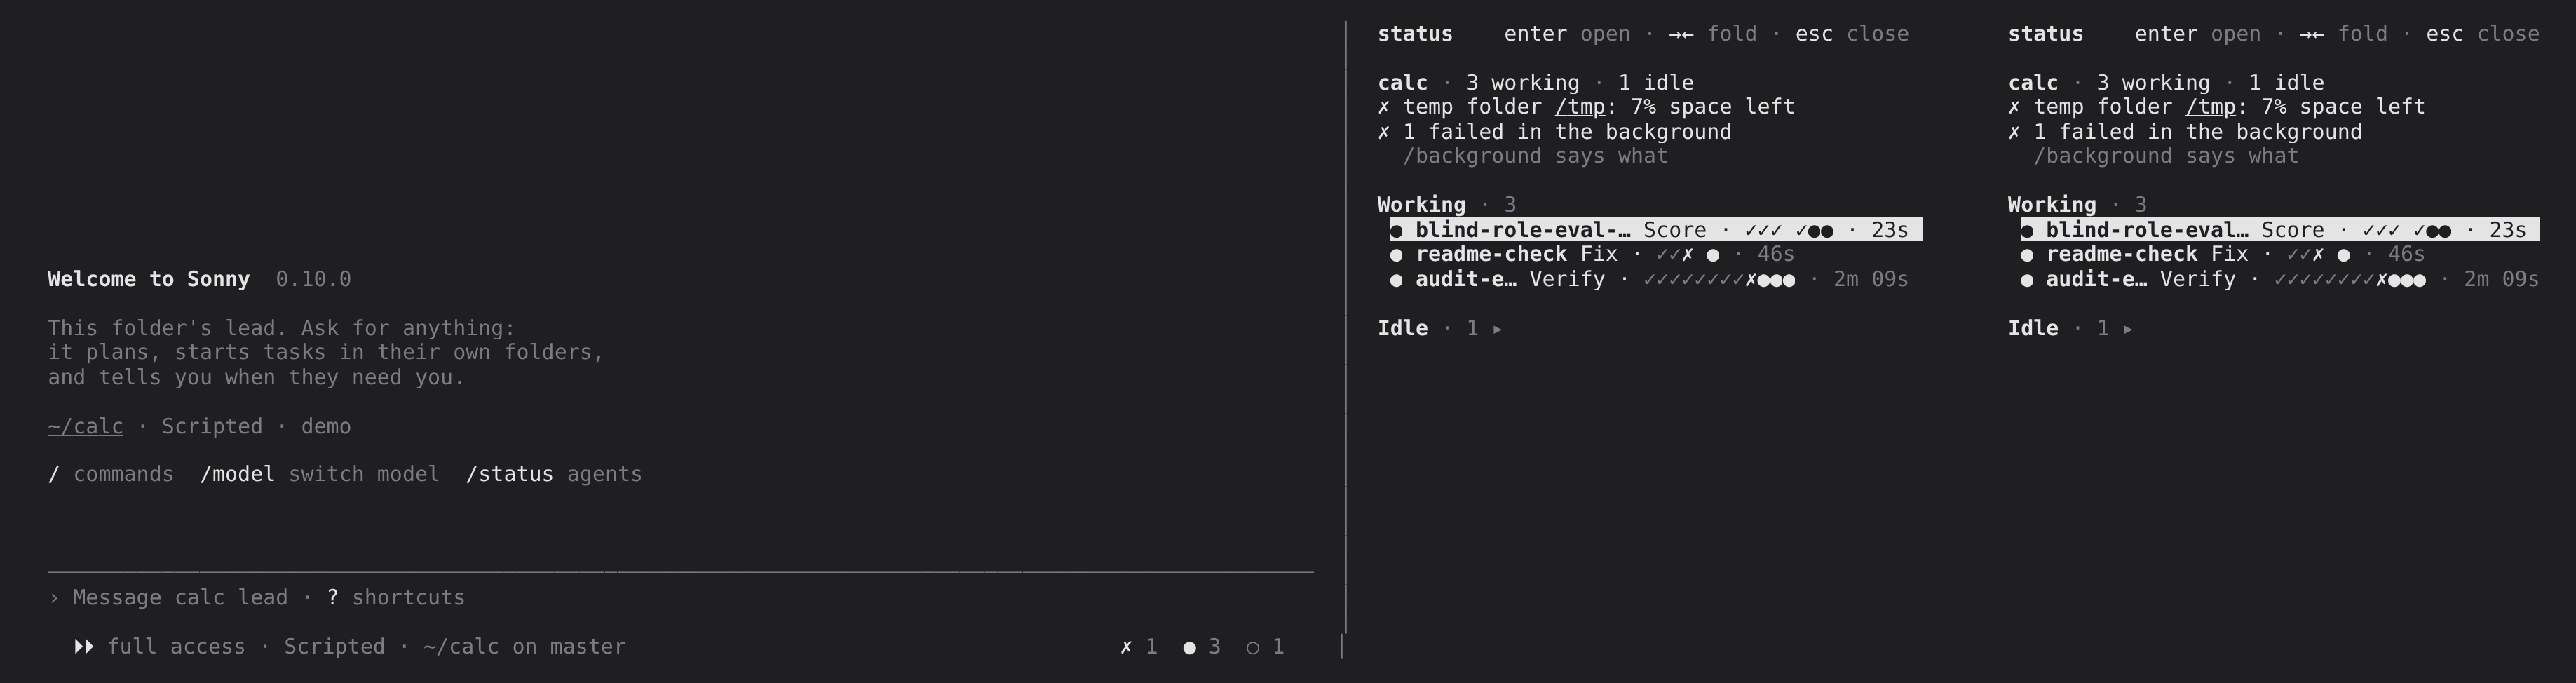 Welcome to Sonny  0.10.0
This folder's lead. Ask for anything:
it plans, starts tasks in their own folders,
and tells you when they need you.
~/calc · Scripted · demo
/ commands  /model switch model  /status agents
› Message calc lead · ? shortcuts
⏵⏵ full access · Scripted · ~/calc on master
✗ 1  ● 3  ○ 1
status    enter open · →← fold · esc close
calc · 3 working · 1 idle
✗ temp folder /tmp: 7% space left
✗ 1 failed in the background
/background says what
Working · 3
● blind-role-eval-… Score · ✓✓✓ ✓●● · 23s
● readme-check Fix · ✓✓✗ ● · 46s
● audit-e… Verify · ✓✓✓✓✓✓✓✓✗●●● · 2m 09s
Idle · 1 ▸
status    enter open · →← fold · esc close
calc · 3 working · 1 idle
✗ temp folder /tmp: 7% space left
✗ 1 failed in the background
/background says what
Working · 3
● blind-role-eval… Score · ✓✓✓ ✓●● · 23s
● readme-check Fix · ✓✓✗ ● · 46s
● audit-e… Verify · ✓✓✓✓✓✓✓✓✗●●● · 2m 09s
Idle · 1 ▸